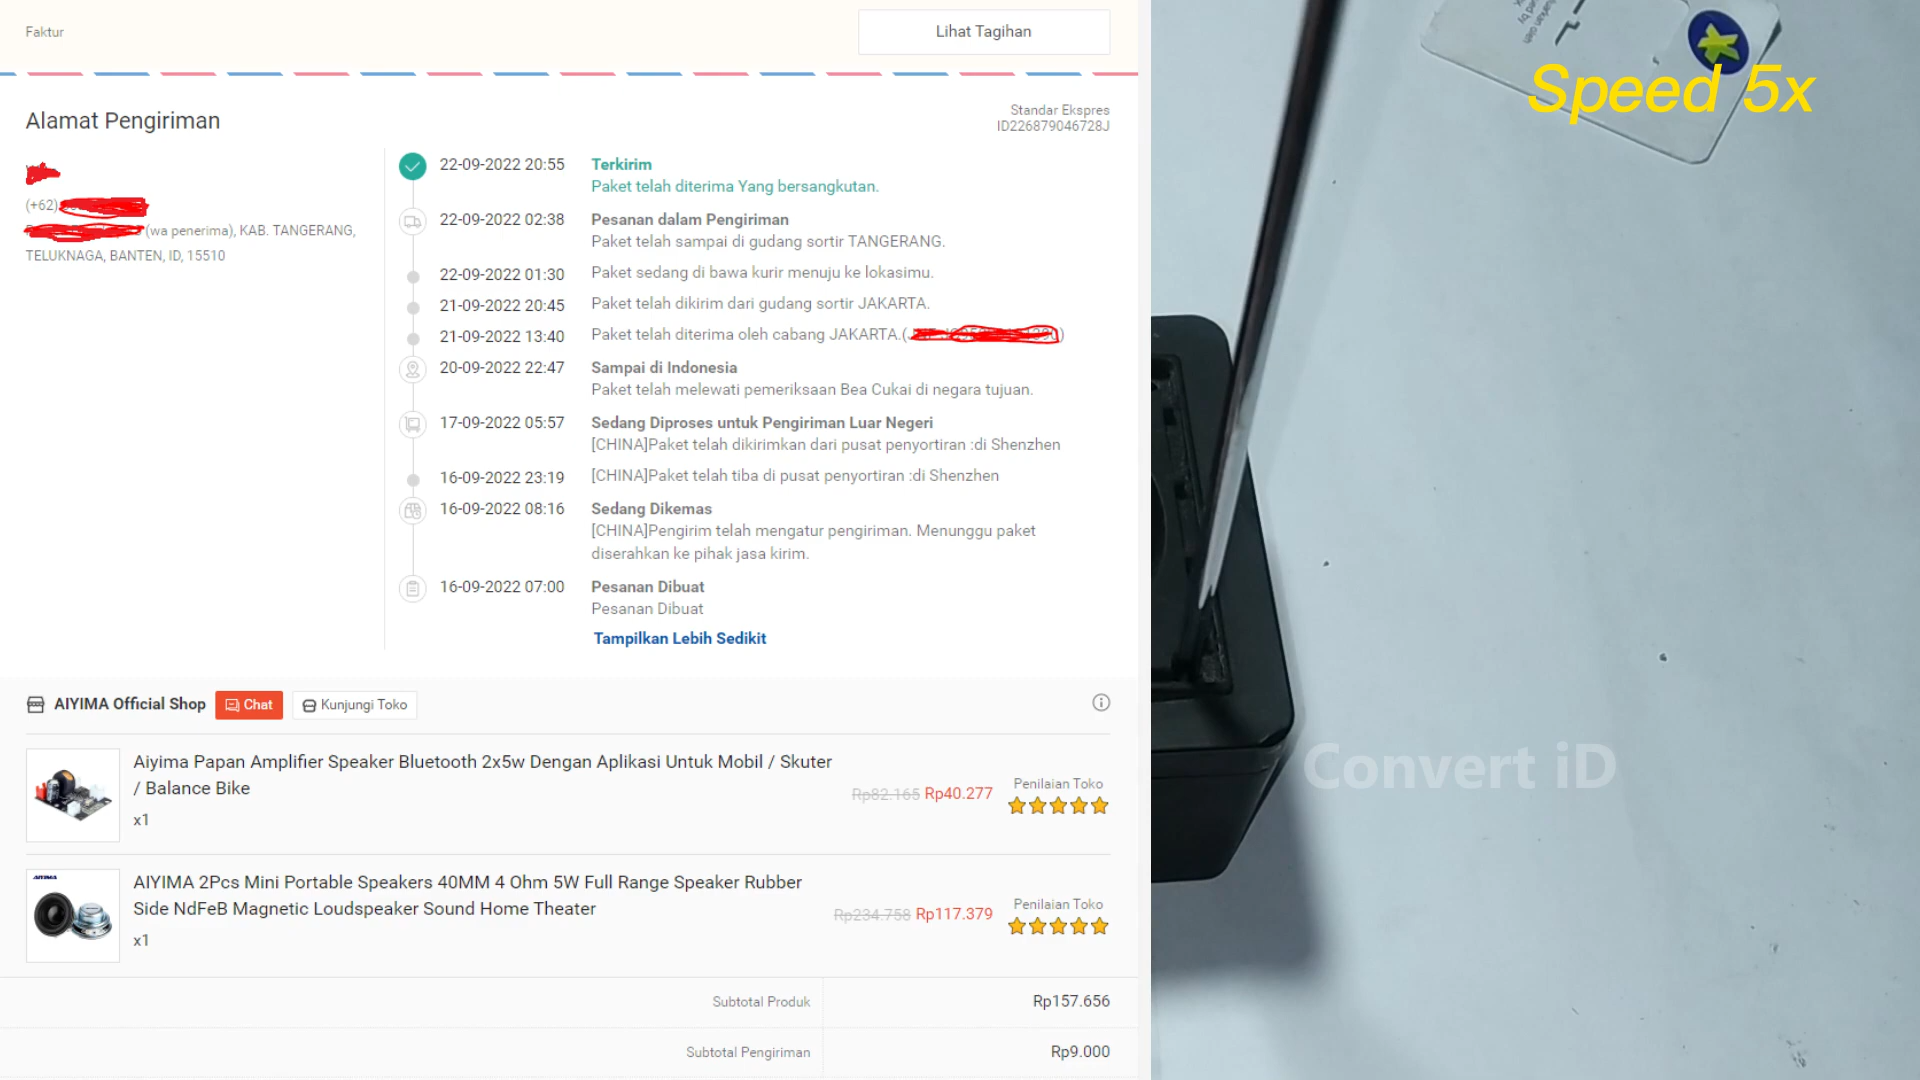 Faktur
Lihat Tagihan
Alamat Pengiriman
Standar Ekspres
ID226879046728J
(+62)
(wa penerima), KAB. TANGERANG,
TELUKNAGA, BANTEN, ID, 15510
22-09-2022 20:55 Terkirim
Paket telah diterima Yang bersangkutan.
22-09-2022 02:38 Pesanan dalam Pengiriman
Paket telah sampai di gudang sortir TANGERANG.
22-09-2022 01:30 Paket sedang di bawa kurir menuju ke lokasimu.
21-09-2022 20:45 Paket telah dikirim dari gudang sortir JAKARTA.
21-09-2022 13:40 Paket telah diterima oleh cabang JAKARTA.( )
20-09-2022 22:47 Sampai di Indonesia
Paket telah melewati pemeriksaan Bea Cukai di negara tujuan.
17-09-2022 05:57 Sedang Diproses untuk Pengiriman Luar Negeri
[CHINA]Paket telah dikirimkan dari pusat penyortiran :di Shenzhen
16-09-2022 23:19 [CHINA]Paket telah tiba di pusat penyortiran :di Shenzhen
16-09-2022 08:16 Sedang Dikemas
[CHINA]Pengirim telah mengatur pengiriman. Menunggu paket
diserahkan ke pihak jasa kirim.
16-09-2022 07:00 Pesanan Dibuat
Pesanan Dibuat
Tampilkan Lebih Sedikit
AIYIMA Official Shop Chat Kunjungi Toko
Aiyima Papan Amplifier Speaker Bluetooth 2x5w Dengan Aplikasi Untuk Mobil / Skuter
/ Balance Bike
x1
Rp82.165 Rp40.277
Penilaian Toko
AIYIMA
AIYIMA 2Pcs Mini Portable Speakers 40MM 4 Ohm 5W Full Range Speaker Rubber
Side NdFeB Magnetic Loudspeaker Sound Home Theater
x1
Rp234.758 Rp117.379
Penilaian Toko
Subtotal Produk Rp157.656
Subtotal Pengiriman Rp9.000
Speed 5x
Convert iD